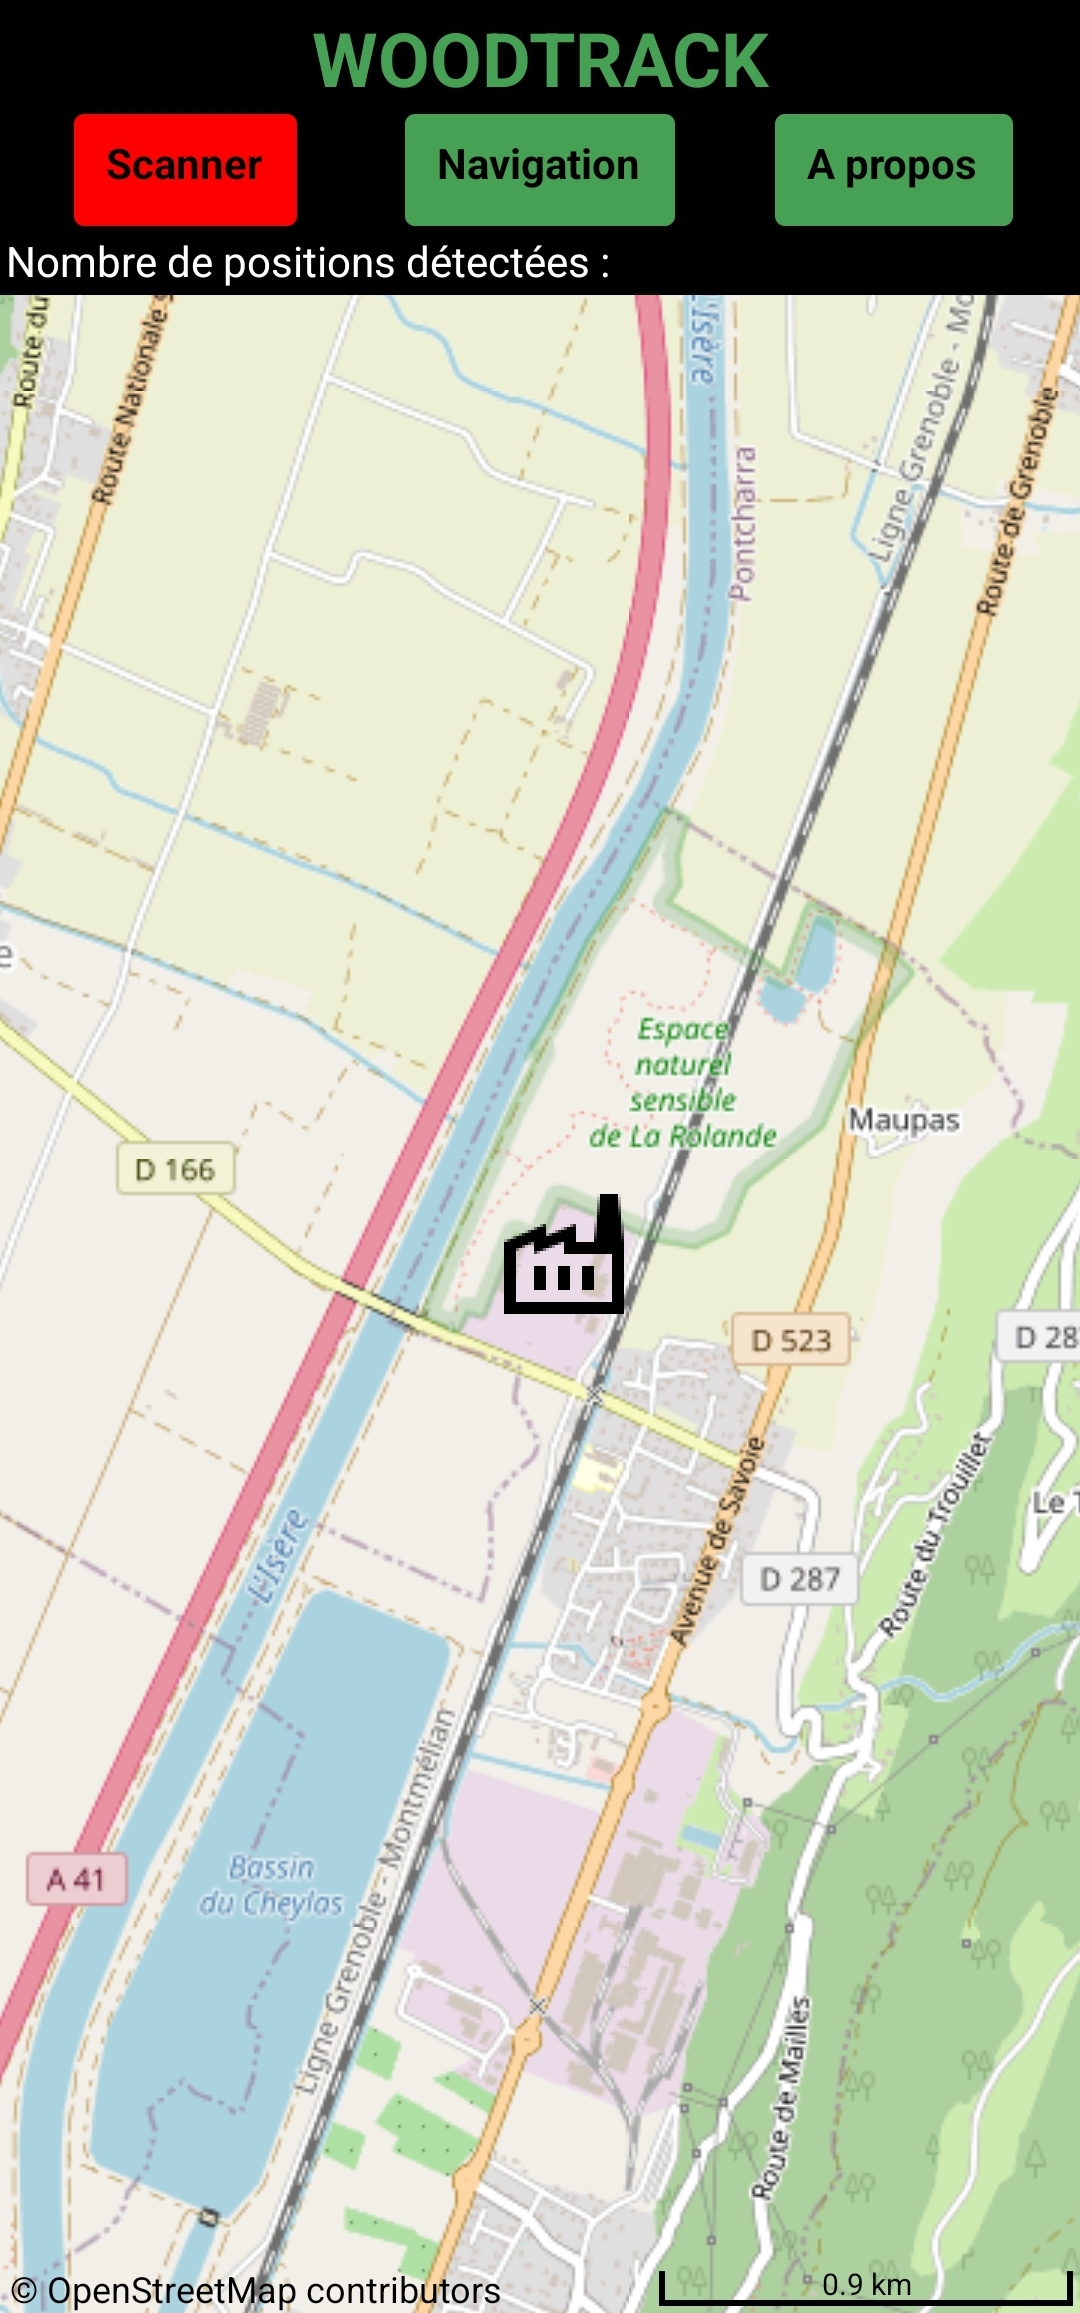 WOODTRACK
Scanner
Navigation
A propos
Nombre de positions détectées :
Route du
Route Nationale
L'Isère
Ligne Grenoble - Mo
Route de Grenoble
Pontcharra
Espace
naturel
sensible
de La Rolande
Maupas
D 166
D 523
D 28
Le T
Route du Trouillet
Avenue de Savoie
D 287
L'Isère
Ligne Grenoble - Montmélian
A 41
Bassin
du Cheylas
Route de Mailles
© OpenStreetMap contributors
0.9 km